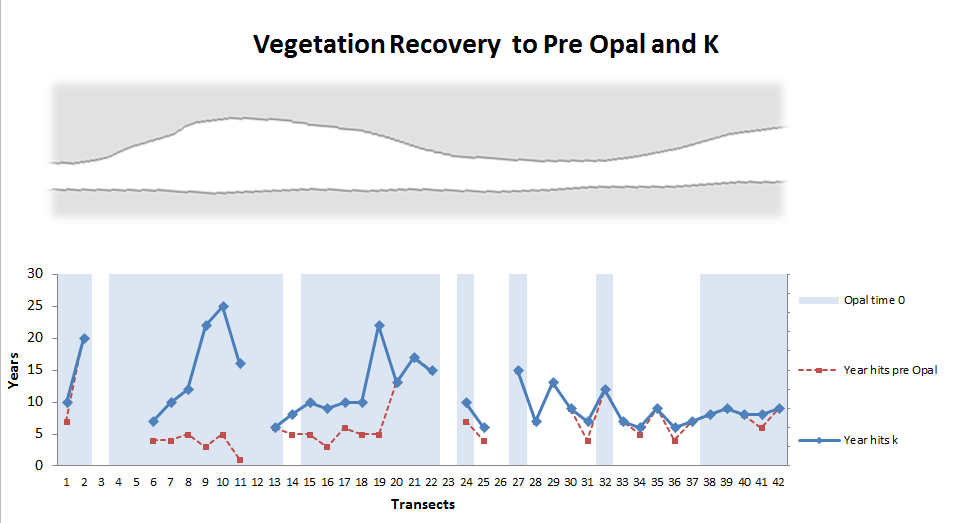 Vegetation Recovery to Pre Opal and K
30
25
20
15
10
5
0
Years
1 2 3 4 5 6 7 8 9 10 11 12 13 14 15 16 17 18 19 20 21 22 23 24 25 26 27 28 29 30 31 32 33 34 35 36 37 38 39 40 41 42
Transects
Opal time 0
Year hits pre Opal
Year hits k